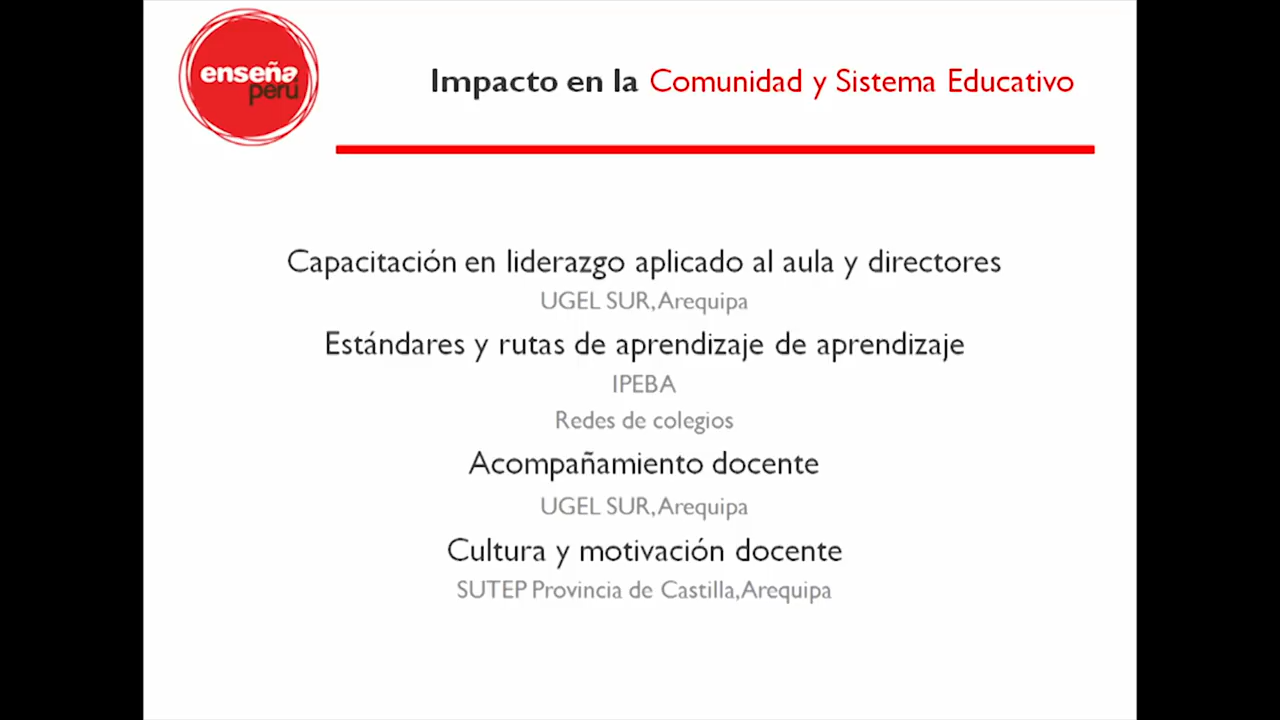 enseña
perú
Impacto en la Comunidad y Sistema Educativo
Capacitación en liderazgo aplicado al aula y directores
UGEL SUR, Arequipa
Estándares y rutas de aprendizaje de aprendizaje
IPEBA
Redes de colegios
Acompañamiento docente
UGEL SUR, Arequipa
Cultura y motivación docente
SUTEP Provincia de Castilla, Arequipa